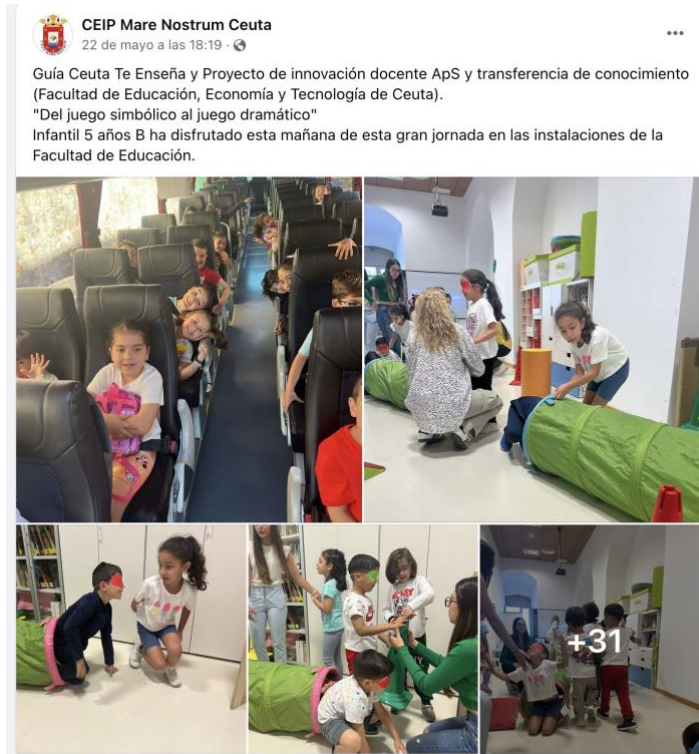 CEIP Mare Nostrum Ceuta
22 de mayo a las 18:19 ·
Guía Ceuta Te Enseña y Proyecto de innovación docente ApS y transferencia de conocimiento
(Facultad de Educación, Economía y Tecnología de Ceuta).
"Del juego simbólico al juego dramático"
Infantil 5 años B ha disfrutado esta mañana de esta gran jornada en las instalaciones de la
Facultad de Educación.
+31